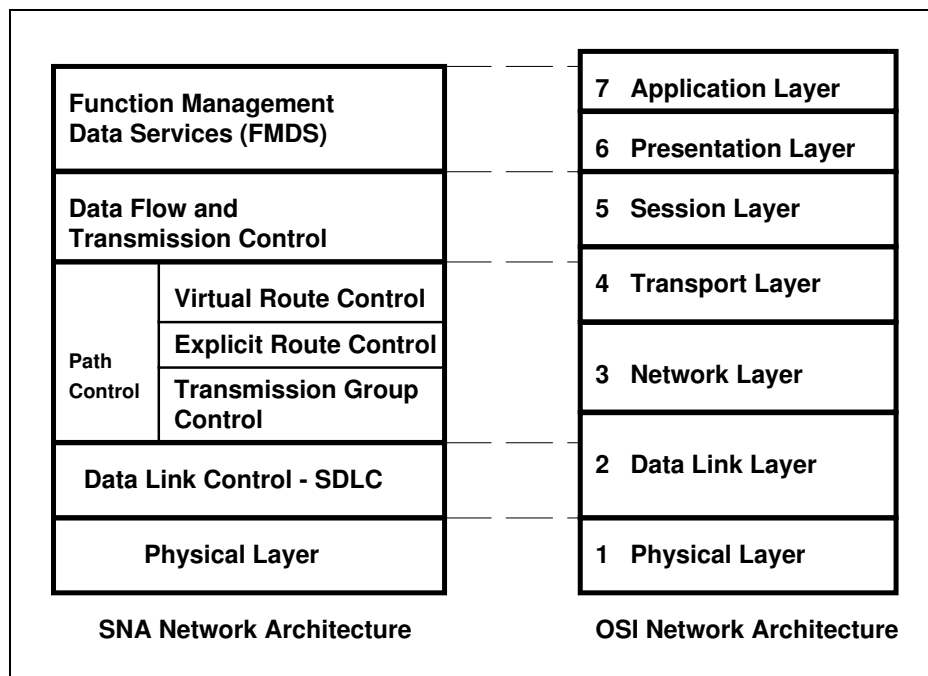 Function Management
Data Services (FMDS)
Data Flow and
Transmission Control
Path
Control
Virtual Route Control
Explicit Route Control
Transmission Group
Control
Data Link Control - SDLC
Physical Layer
SNA Network Architecture
7 Application Layer
6 Presentation Layer
5 Session Layer
4 Transport Layer
3 Network Layer
2 Data Link Layer
1 Physical Layer
OSI Network Architecture